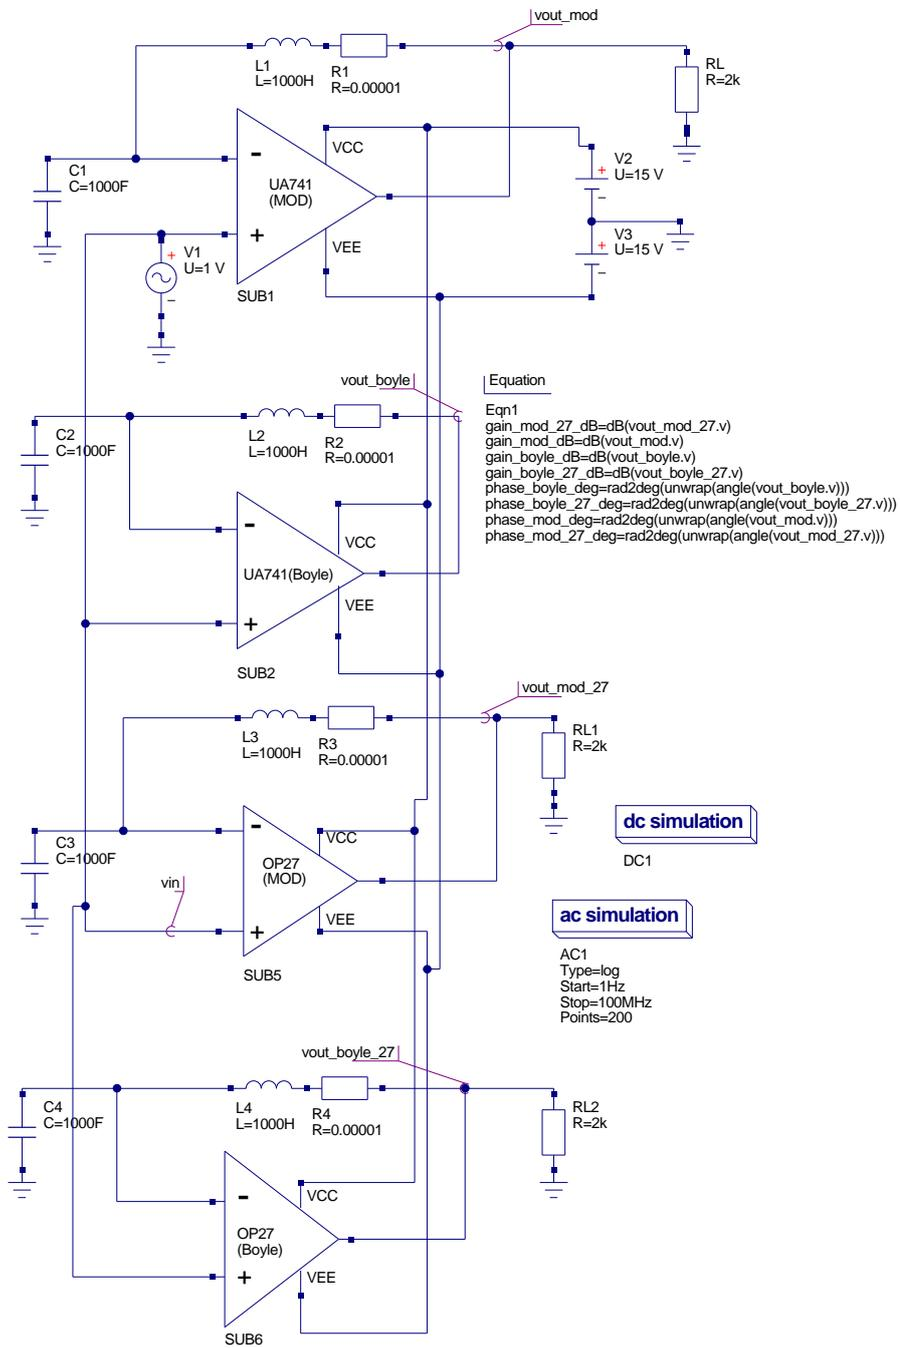 vout_mod
L1
L=1000H
R1
R=0.00001
RL
R=2k
C1
C=1000F
-
UA741
(MOD)
+
VCC
VEE
SUB1
V1
+
U=1 V
–
V2
+
U=15 V
–
V3
+
U=15 V
–
vout_boyle
L2
L=1000H
R2
R=0.00001
C2
C=1000F
-
UA741(Boyle)
+
VCC
VEE
SUB2
Equation
Eqn1
gain_mod_27_dB=dB(vout_mod_27.v)
gain_mod_dB=dB(vout_mod.v)
gain_boyle_dB=dB(vout_boyle.v)
gain_boyle_27_dB=dB(vout_boyle_27.v)
phase_boyle_deg=rad2deg(unwrap(angle(vout_boyle.v)))
phase_boyle_27_deg=rad2deg(unwrap(angle(vout_boyle_27.v)))
phase_mod_deg=rad2deg(unwrap(angle(vout_mod.v)))
phase_mod_27_deg=rad2deg(unwrap(angle(vout_mod_27.v)))
vout_mod_27
L3
L=1000H
R3
R=0.00001
RL1
R=2k
C3
C=1000F
-
OP27
(MOD)
+
VCC
VEE
vin
SUB5
dc simulation
DC1
ac simulation
AC1
Type=log
Start=1Hz
Stop=100MHz
Points=200
vout_boyle_27
L4
L=1000H
R4
R=0.00001
RL2
R=2k
C4
C=1000F
-
OP27
(Boyle)
+
VCC
VEE
SUB6